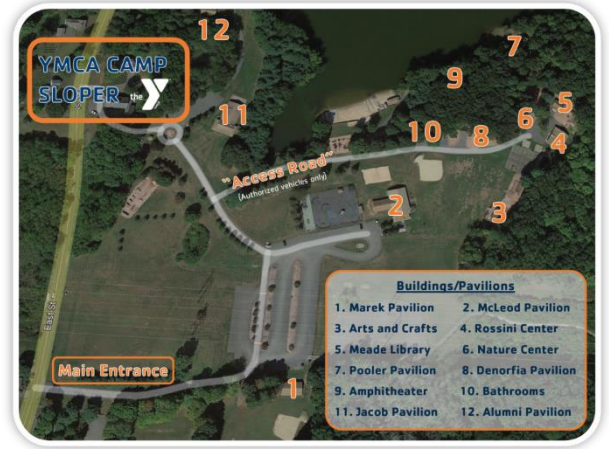 12
7
YMCA CAMP
SLOPER the Y
9
5
11
6
10
8
4
"Access Road"
(Authorized vehicles only)
2
3
Buildings/Pavilions
1. Marek Pavilion 2. McLeod Pavilion
3. Arts and Crafts 4. Rossini Center
5. Meade Library 6. Nature Center
7. Pooler Pavilion 8. Denorfia Pavilion
9. Amphitheater 10. Bathrooms
11. Jacob Pavilion 12. Alumni Pavilion
East St
Main Entrance
1